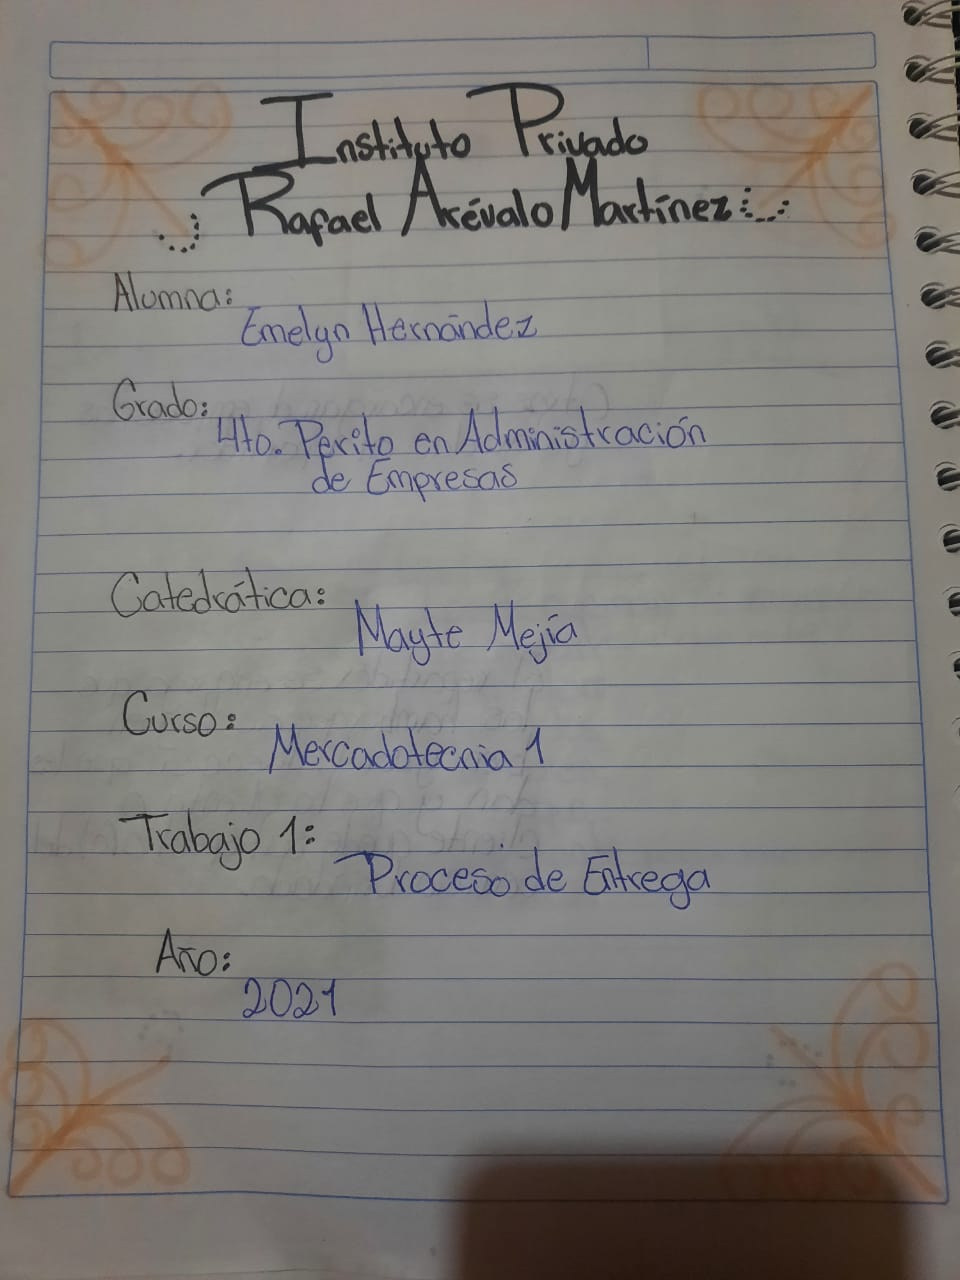 Instituto Privado
Rafael Arévalo Martínez
Alumna:
Emelyn Hernández
Grado:
4to. Perito en Administración
de Empresas
Catedrática:
Mayte Mejía
Curso:
Mercadotecnia 1
Trabajo 1:
Proceso de Entrega
Año:
2021